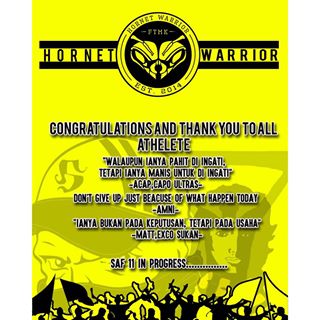 HORNET WARRIOR
FTMK
HORNET WARRIOR
EST. 2014
CONGRATULATIONS AND THANK YOU TO ALL
ATHELETE
"WALAUPUN IANYA PAHIT DI INGATI,
TETAPI IANYA MANIS UNTUK DI INGATI"
-ACAP,CAPO ULTRAS-
DON'T GIVE UP JUST BEACUSE OF WHAT HAPPEN TODAY
-AMNI-
"IANYA BUKAN PADA KEPUTUSAN, TETAPI PADA USAHA"
-MATT,EXCO SUKAN-
SAF 11 IN PROGRESS...............